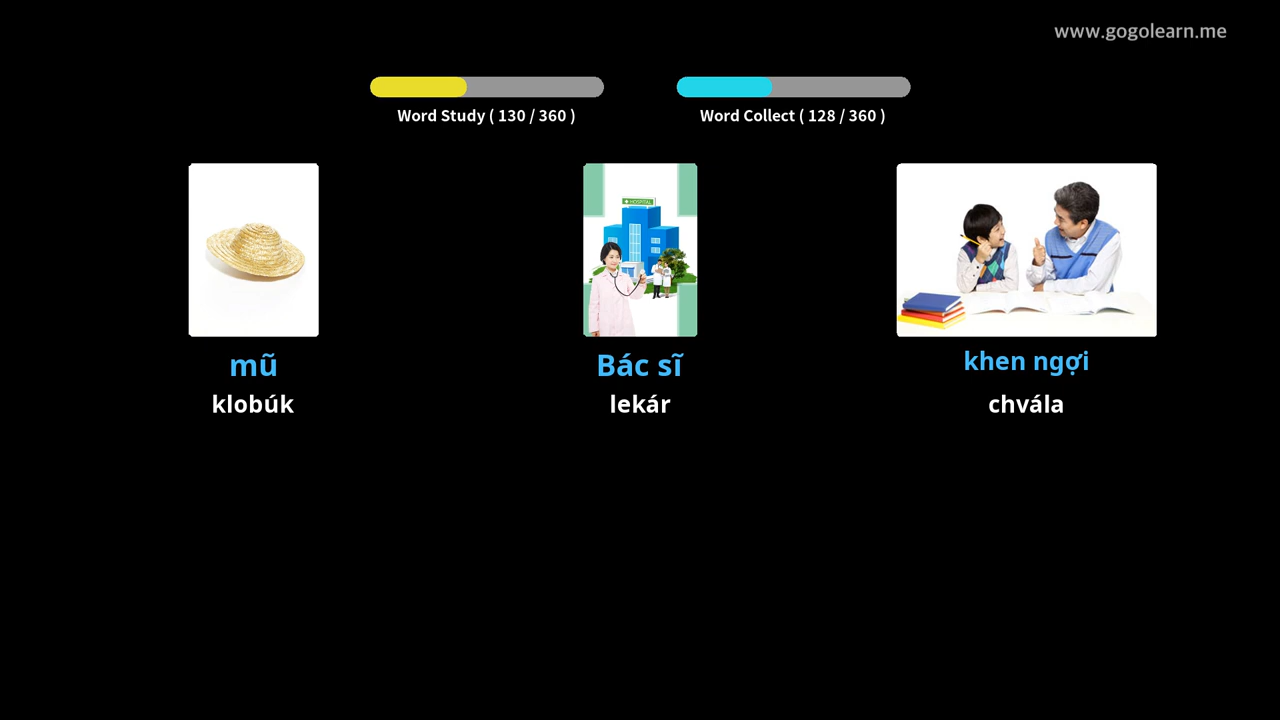 www.gogolearn.me
Word Study ( 130 / 360 )
Word Collect ( 128 / 360 )
HOSPITAL
mũ
Bác sĩ
khen ngợi
klobúk
lekár
chvála